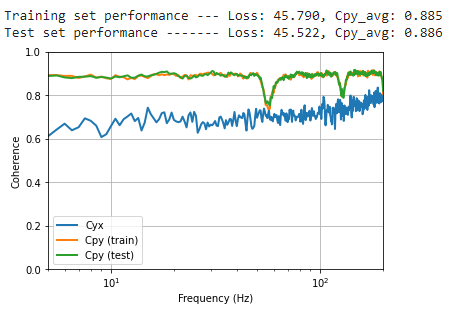 Training set performance --- Loss: 45.790, Cpy_avg: 0.885
Test set performance ------- Loss: 45.522, Cpy_avg: 0.886
1.0
0.8
0.6
0.4
0.2
0.0
Coherence
Cyx
Cpy (train)
Cpy (test)
10¹
10²
Frequency (Hz)